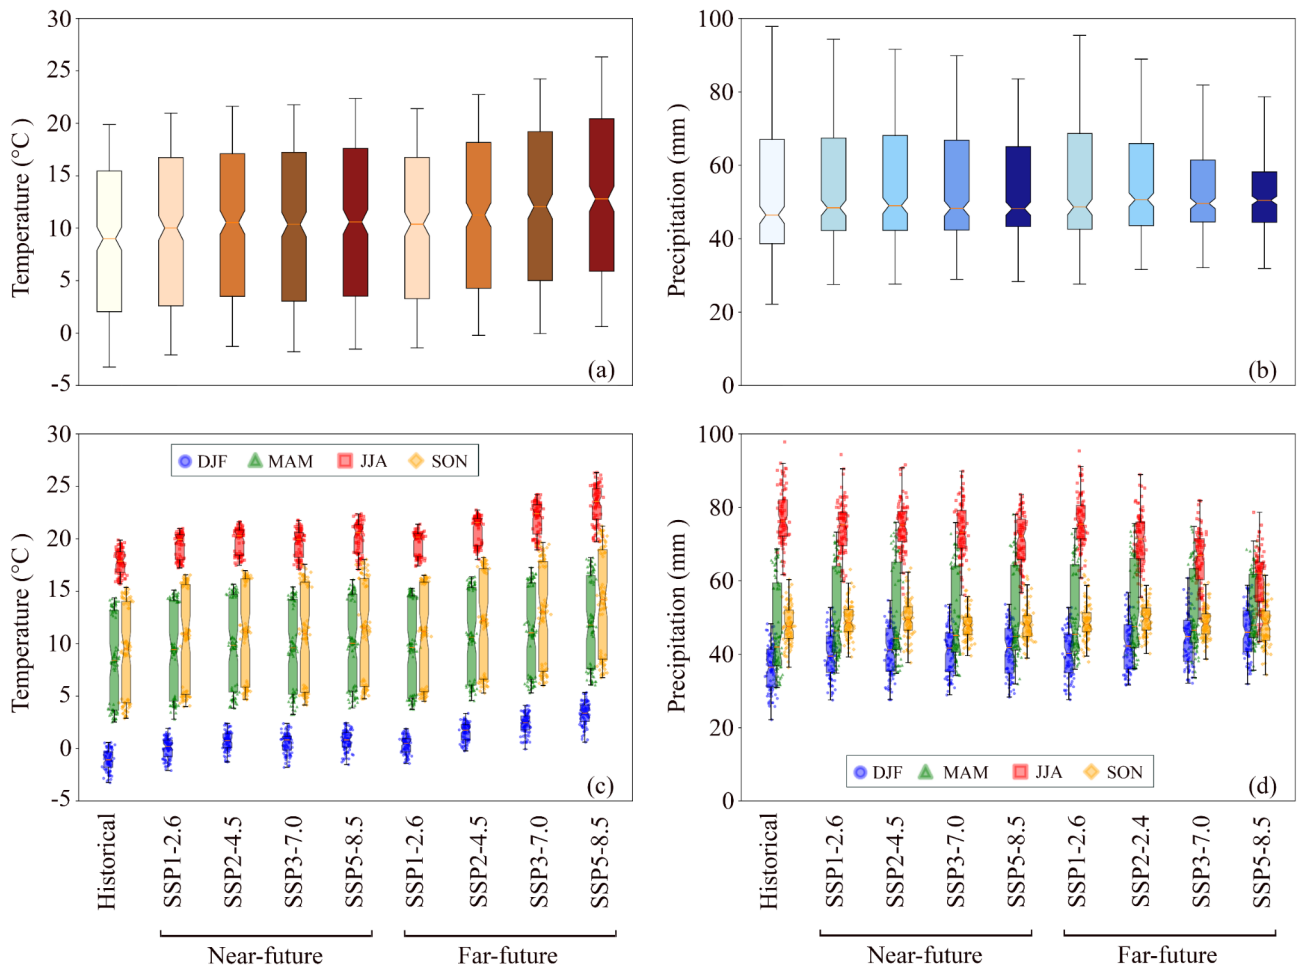 30
25
20
15
10
5
0
-5
Temperature (°C )
(a)
100
80
60
40
20
0
Precipitation (mm )
(b)
30
25
20
15
10
5
0
-5
Temperature (°C )
DJF MAM JJA SON
(c)
100
80
60
40
20
0
Precipitation (mm )
DJF MAM JJA SON
(d)
Historical
SSP1-2.6
SSP2-4.5
SSP3-7.0
SSP5-8.5
SSP1-2.6
SSP2-4.5
SSP3-7.0
SSP5-8.5
Near-future
Far-future
Historical
SSP1-2.6
SSP2-4.5
SSP3-7.0
SSP5-8.5
SSP1-2.6
SSP2-2.4
SSP3-7.0
SSP5-8.5
Near-future
Far-future